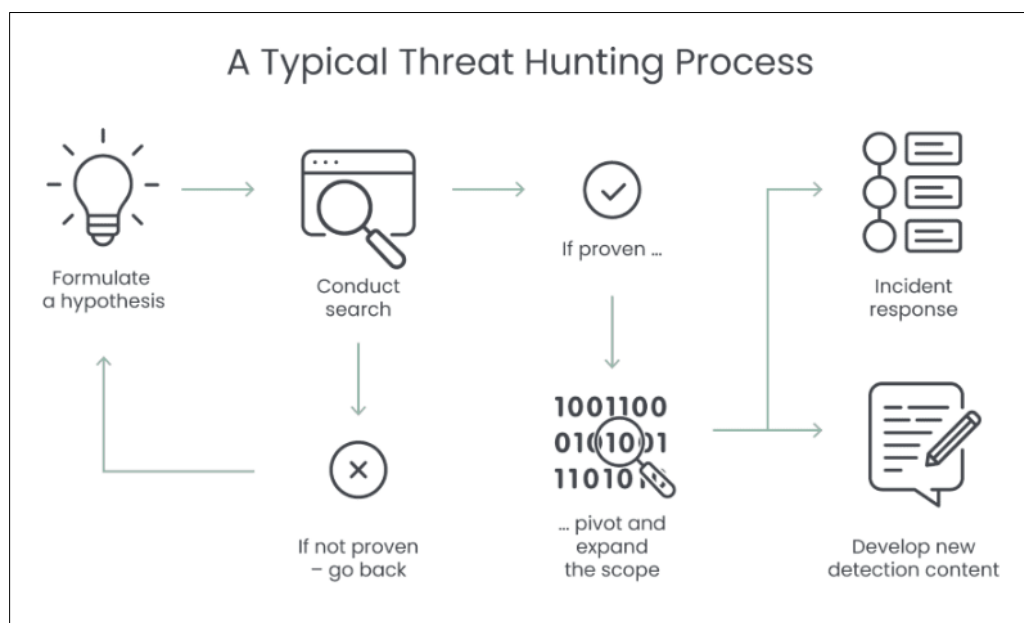 A Typical Threat Hunting Process
Formulate
a hypothesis
Conduct
search
If proven ...
Incident
response
1001100
0101001
11010
If not proven
– go back
... pivot and
expand
the scope
Develop new
detection content